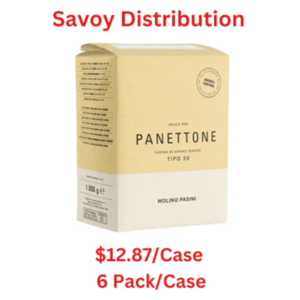 Savoy Distribution
PANETTONE
TIPO 00
MOLINO PASINI
$12.87/Case
6 Pack/Case